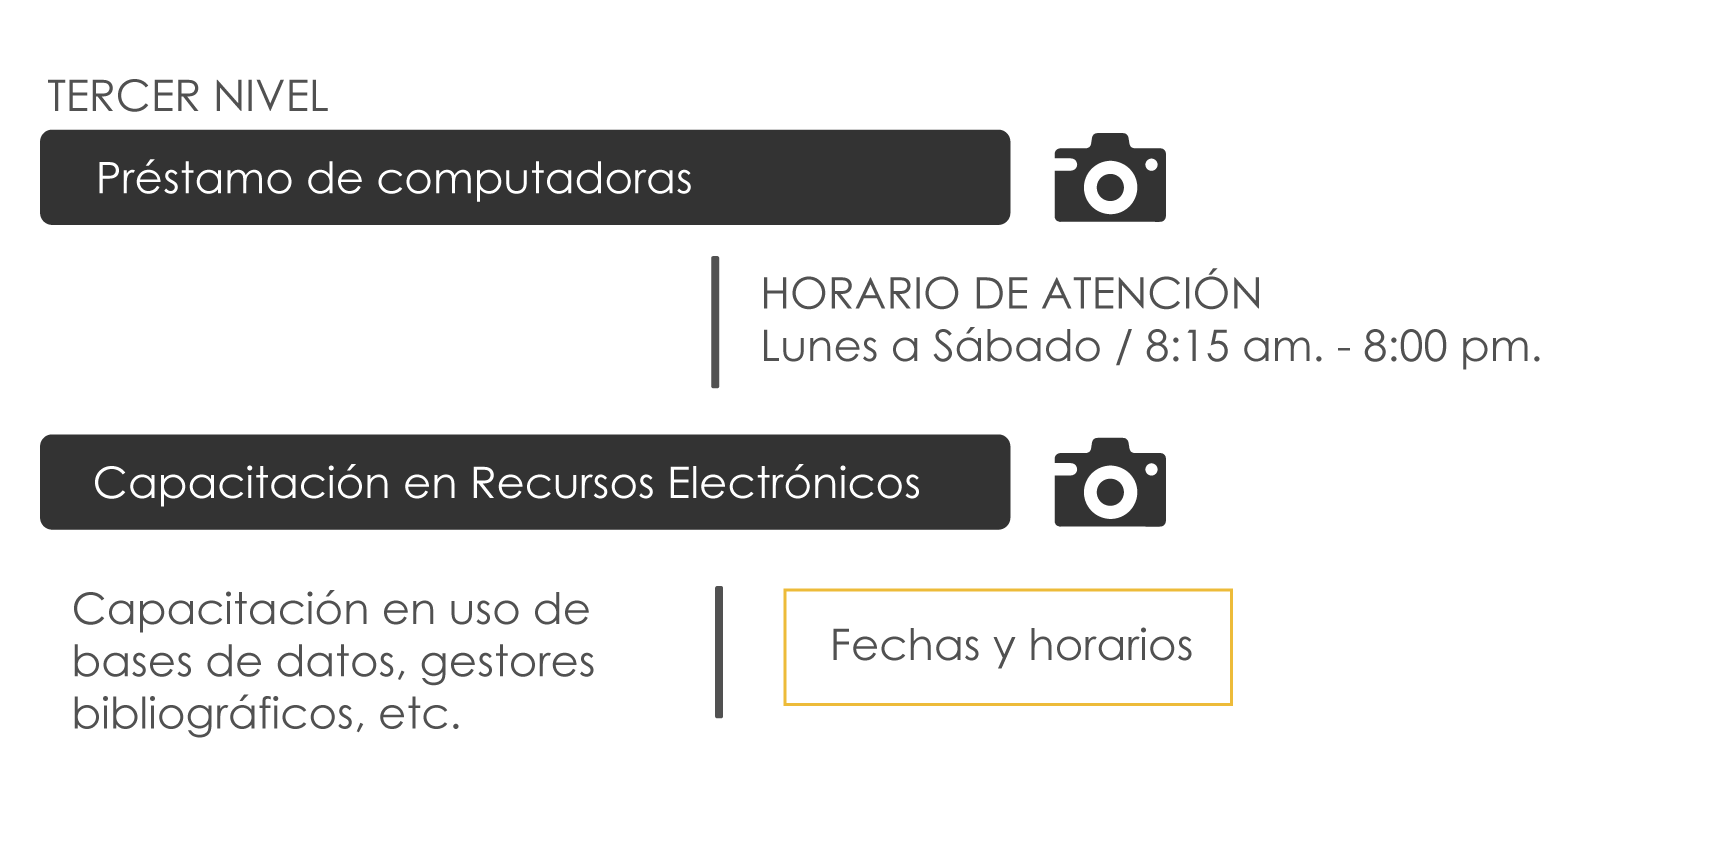 TERCER NIVEL
Préstamo de computadoras
HORARIO DE ATENCIÓN
Lunes a Sábado / 8:15 am. - 8:00 pm.
Capacitación en Recursos Electrónicos
Capacitación en uso de
bases de datos, gestores
bibliográficos, etc.
Fechas y horarios